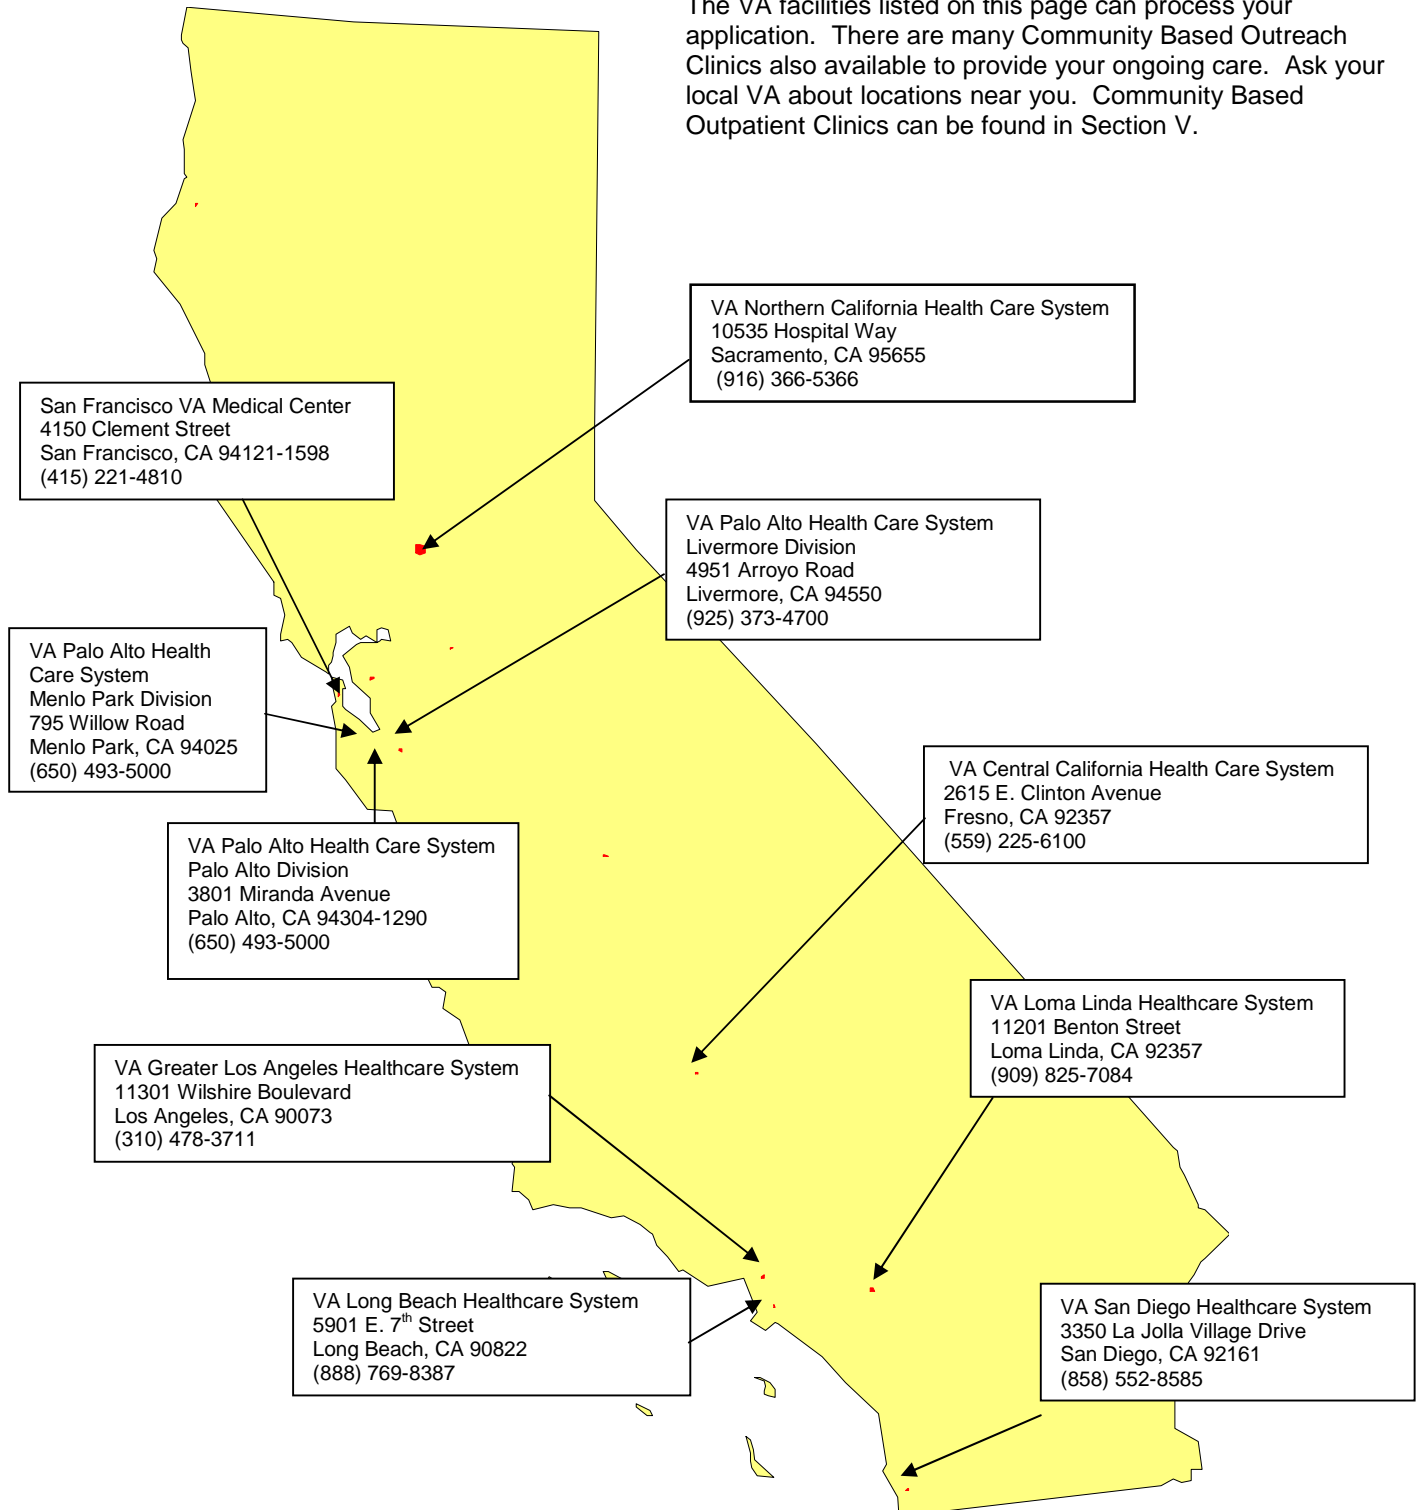 The VA facilities listed on this page can process your
application. There are many Community Based Outreach
Clinics also available to provide your ongoing care. Ask your
local VA about locations near you. Community Based
Outpatient Clinics can be found in Section V.
VA Northern California Health Care System
10535 Hospital Way
Sacramento, CA 95655
(916) 366-5366
San Francisco VA Medical Center
4150 Clement Street
San Francisco, CA 94121-1598
(415) 221-4810
VA Palo Alto Health Care System
Livermore Division
4951 Arroyo Road
Livermore, CA 94550
(925) 373-4700
VA Palo Alto Health
Care System
Menlo Park Division
795 Willow Road
Menlo Park, CA 94025
(650) 493-5000
VA Central California Health Care System
2615 E. Clinton Avenue
Fresno, CA 92357
(559) 225-6100
VA Palo Alto Health Care System
Palo Alto Division
3801 Miranda Avenue
Palo Alto, CA 94304-1290
(650) 493-5000
VA Loma Linda Healthcare System
11201 Benton Street
Loma Linda, CA 92357
(909) 825-7084
VA Greater Los Angeles Healthcare System
11301 Wilshire Boulevard
Los Angeles, CA 90073
(310) 478-3711
VA Long Beach Healthcare System
5901 E. 7th Street
Long Beach, CA 90822
(888) 769-8387
VA San Diego Healthcare System
3350 La Jolla Village Drive
San Diego, CA 92161
(858) 552-8585